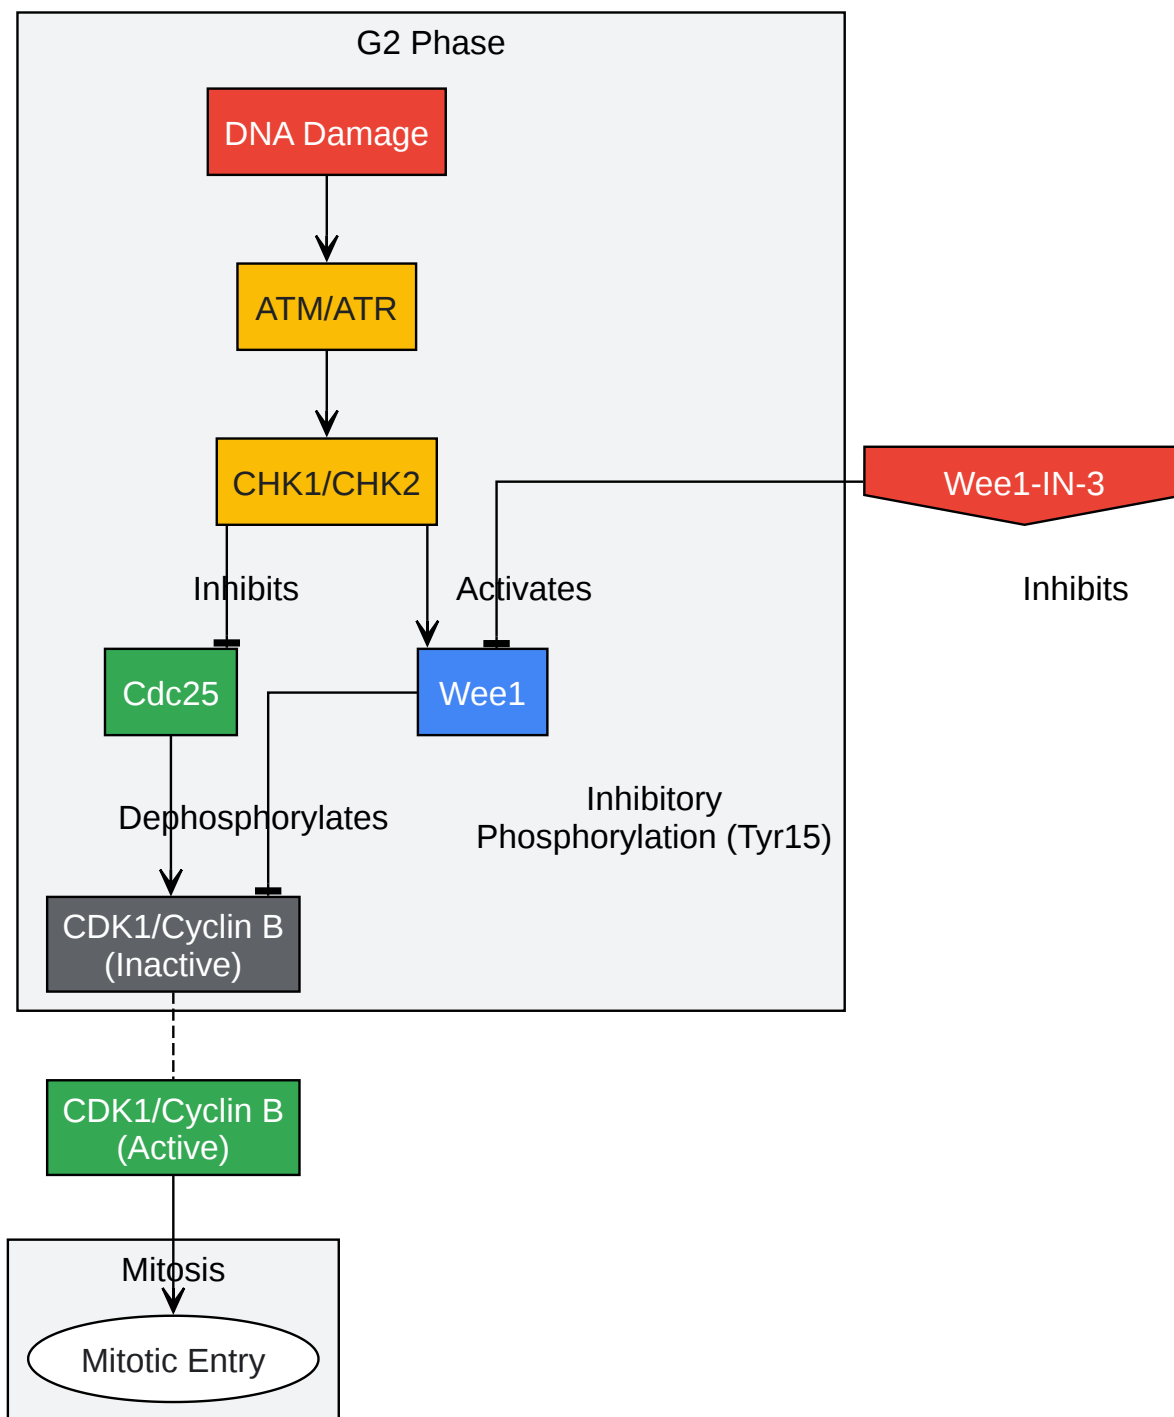 G2 Phase
DNA Damage
ATM/ATR
CHK1/CHK2
Wee1-IN-3
Inhibits
Activates
Inhibits
Cdc25
Wee1
Dephosphorylates
Inhibitory
Phosphorylation (Tyr15)
CDK1/Cyclin B
(Inactive)
CDK1/Cyclin B
(Active)
Mitosis
Mitotic Entry